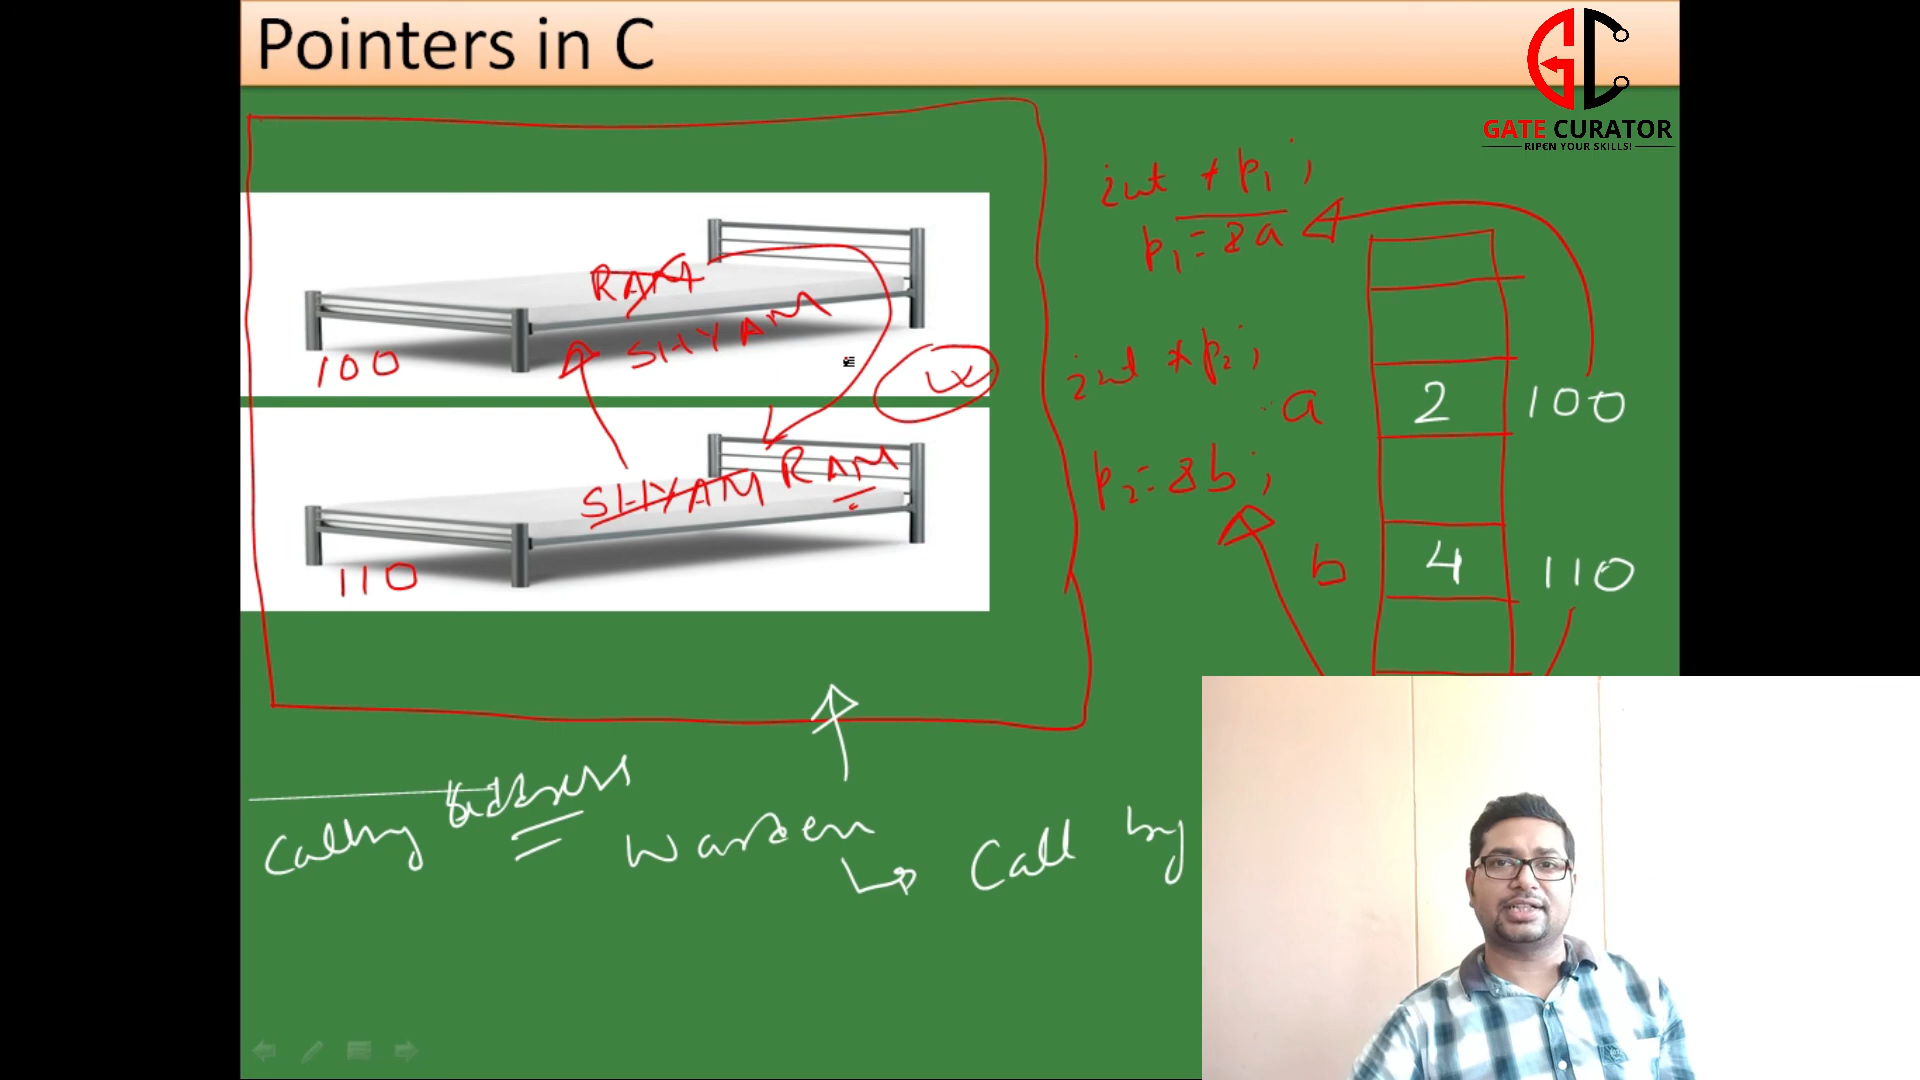 Pointers in C
GATE CURATOR
RIPEN YOUR SKILLS!
int *p1;
p1=&a
RAM
SHYAM
100
int *p2;
a 2 100
p2=&b;
SHYAM RAM
110
b 4 110
Calling
Warden
Call by